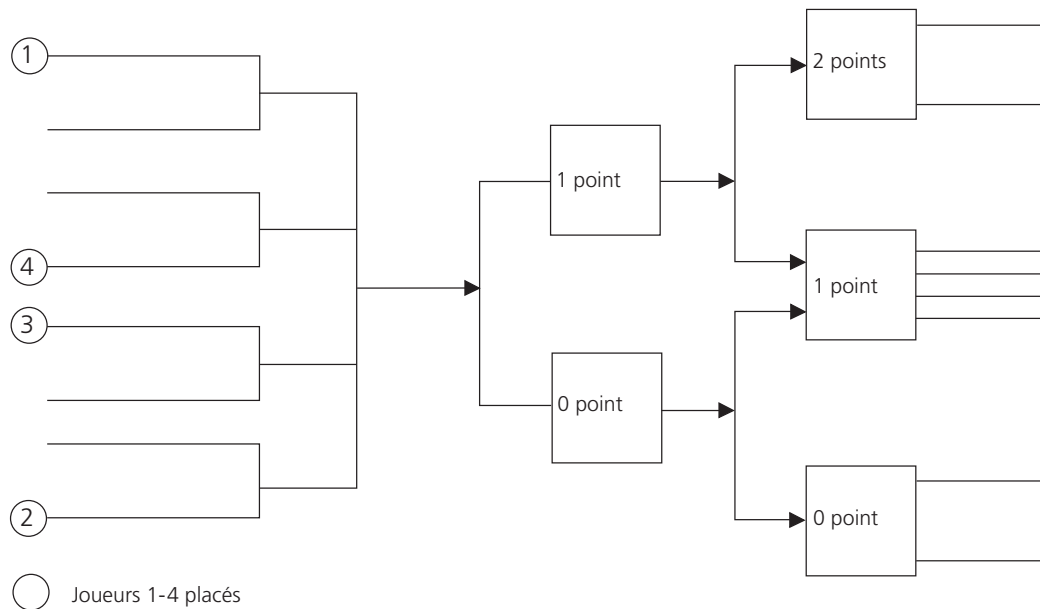 1
4
3
2
1 point
0 point
2 points
1 point
0 point
Joueurs 1-4 placés